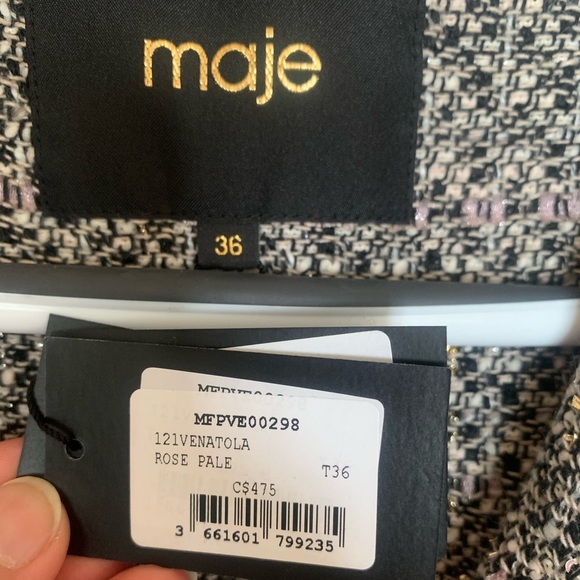 maje
36
MFPVE00298
121VENATOLA
ROSE PALE T36
C$475
3 661601 799235